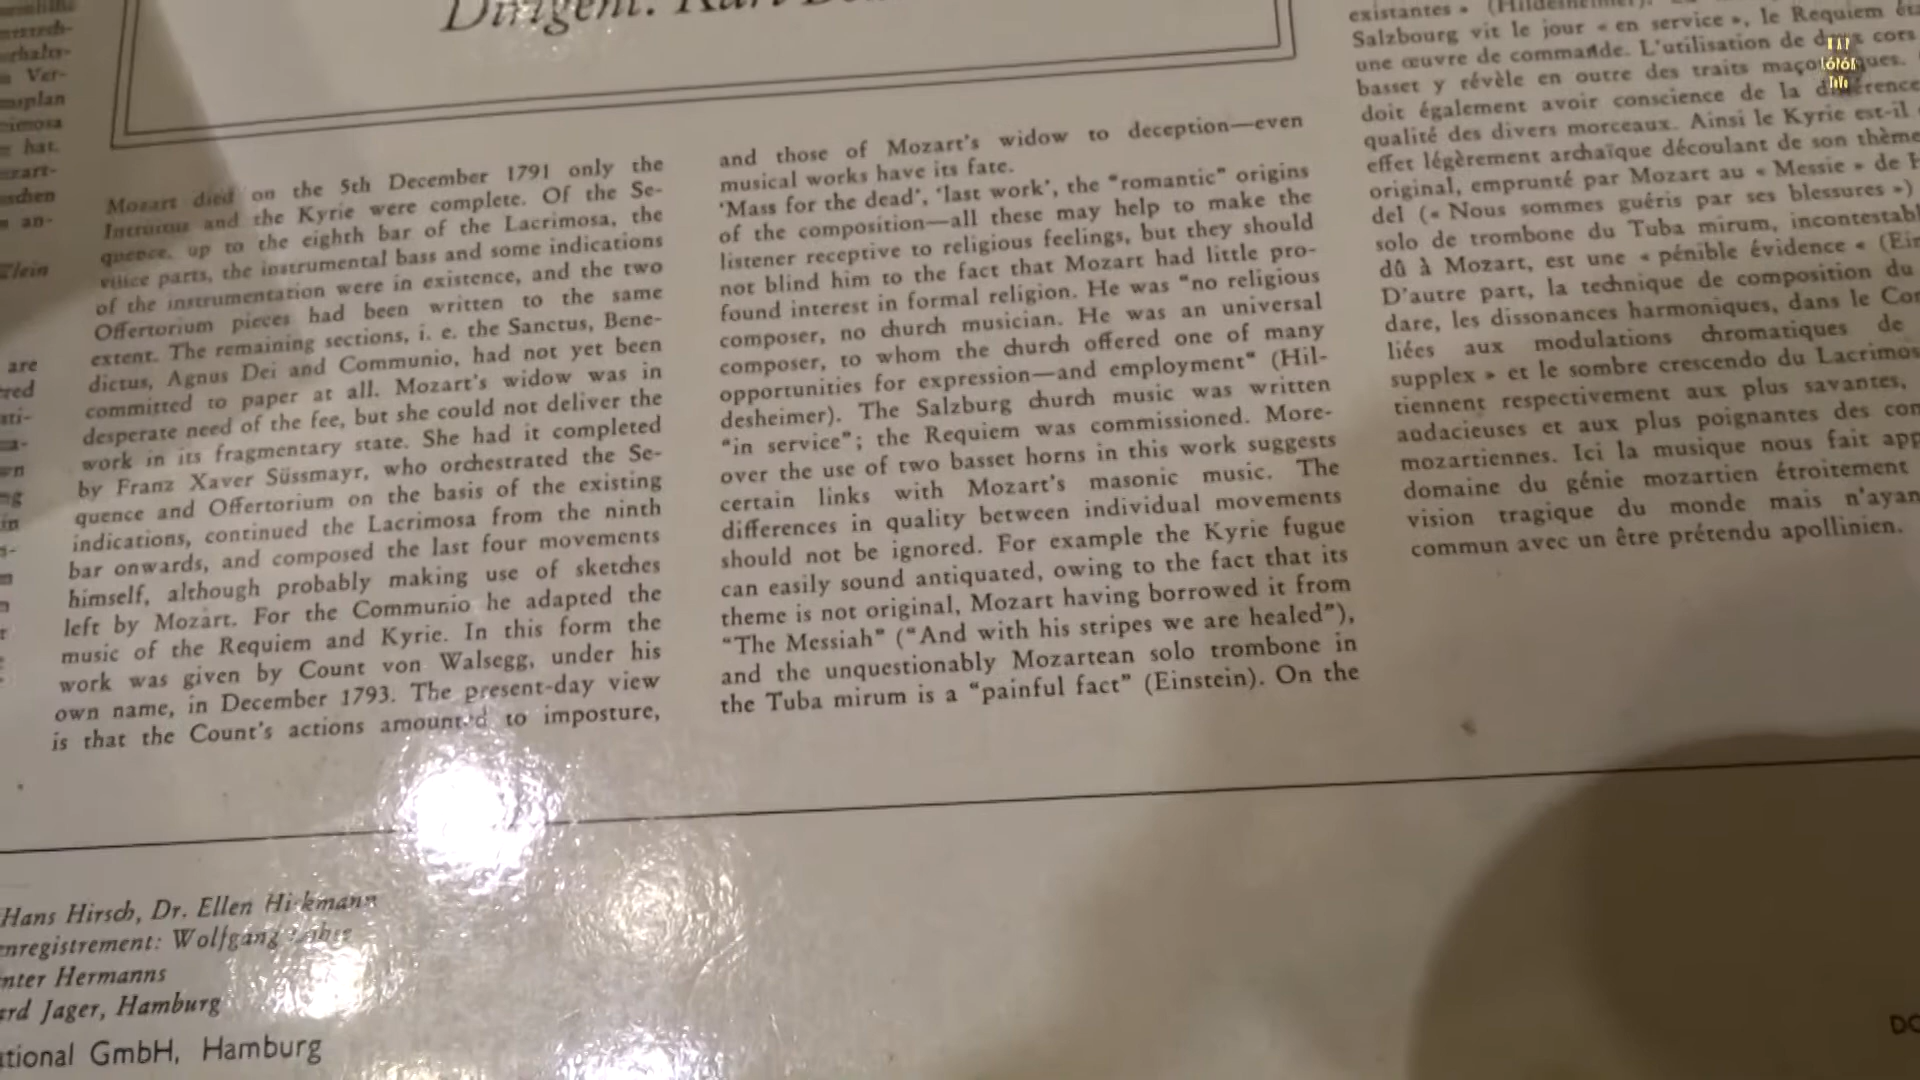 Dirigent: Karl
Mozart died on the 5th December 1791 only the
Introitus and the Kyrie were complete. Of the Se-
quence, up to the eighth bar of the Lacrimosa, the
voice parts, the instrumental bass and some indications
of the instrumentation were in existence, and the two
Offertorium pieces had been written to the same
extent. The remaining sections, i. e. the Sanctus, Bene-
dictus, Agnus Dei and Communio, had not yet been
committed to paper at all. Mozart's widow was in
desperate need of the fee, but she could not deliver the
work in its fragmentary state. She had it completed
by Franz Xaver Süssmayr, who orchestrated the Se-
quence and Offertorium on the basis of the existing
indications, continued the Lacrimosa from the ninth
bar onwards, and composed the last four movements
himself, although probably making use of sketches
left by Mozart. For the Communio he adapted the
music of the Requiem and Kyrie. In this form the
work was given by Count von Walsegg, under his
own name, in December 1793. The present-day view
is that the Count's actions amounted to imposture,
and those of Mozart's widow to deception—even
musical works have its fate.
‘Mass for the dead’, ‘last work’, the “romantic” origins
of the composition—all these may help to make the
listener receptive to religious feelings, but they should
not blind him to the fact that Mozart had little pro-
found interest in formal religion. He was “no religious
composer, no church musician. He was an universal
composer, to whom the church offered one of many
opportunities for expression—and employment“ (Hil-
desheimer). The Salzburg church music was written
“in service”; the Requiem was commissioned. More-
over the use of two basset horns in this work suggests
certain links with Mozart's masonic music. The
differences in quality between individual movements
should not be ignored. For example the Kyrie fugue
can easily sound antiquated, owing to the fact that its
theme is not original, Mozart having borrowed it from
“The Messiah” (“And with his stripes we are healed”),
and the unquestionably Mozartean solo trombone in
the Tuba mirum is a “painful fact” (Einstein). On the
existantes » (Hildesheimer).
Salzbourg vit le jour « en service », le Requiem
une œuvre de commande. L'utilisation de deux cors
basset y révèle en outre des traits maçonniques.
doit également avoir conscience de la différence
qualité des divers morceaux. Ainsi le Kyrie est-il
effet légèrement archaïque découlant de son thème
original, emprunté par Mozart au « Messie » de
del (« Nous sommes guéris par ses blessures »)
solo de trombone du Tuba mirum,
dû à Mozart, est une « pénible évidence «
D'autre part, la technique de composition du
dare, les dissonances harmoniques, dans le
liées aux modulations chromatiques de
supplex » et le sombre crescendo du
tiennent respectivement aux plus savantes,
audacieuses et aux plus poignantes des
mozartiennes. Ici la musique nous fait
domaine du génie mozartien étroitement
vision tragique du monde mais
commun avec un être prétendu apollinien.
Hans Hirsch, Dr. Ellen Hickmann
enregistrement: Wolfgang
Hermanns
Jager, Hamburg
GmbH, Hamburg